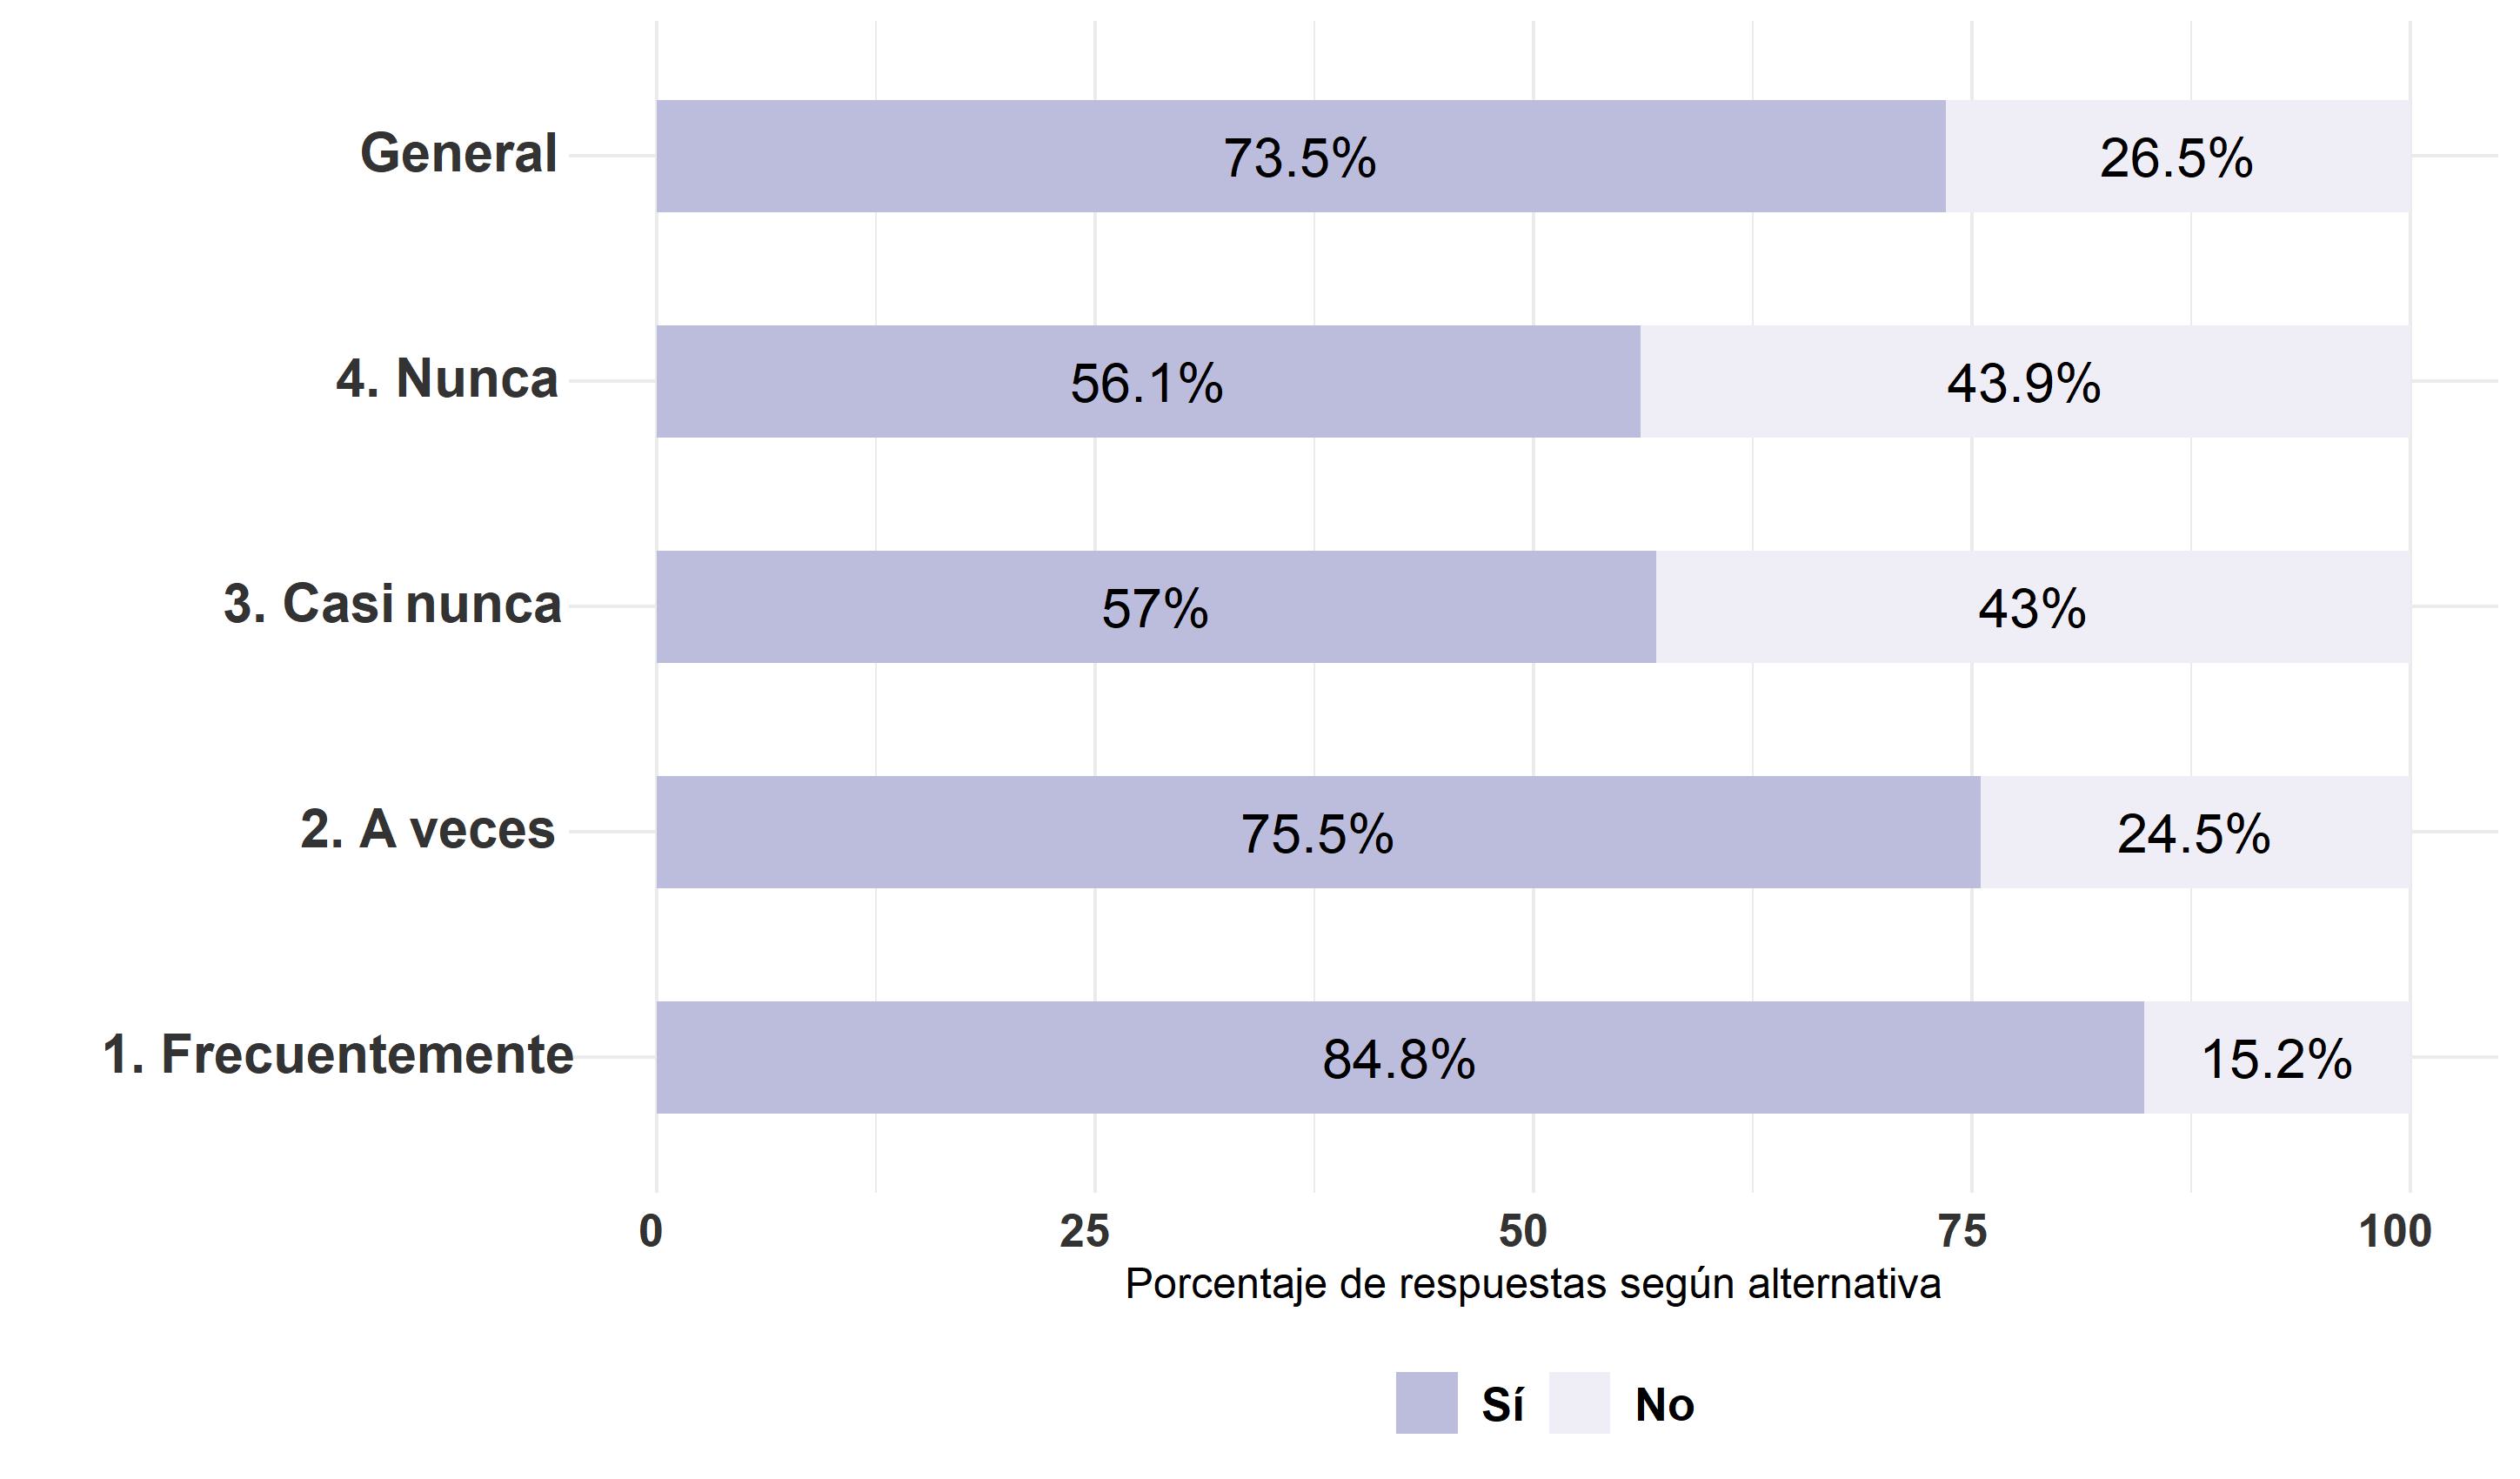 General 73.5% 26.5%
4. Nunca 56.1% 43.9%
3. Casi nunca 57% 43%
2. A veces 75.5% 24.5%
1. Frecuentemente 84.8% 15.2%
0 25 50 75 100
Porcentaje de respuestas según alternativa
Sí No